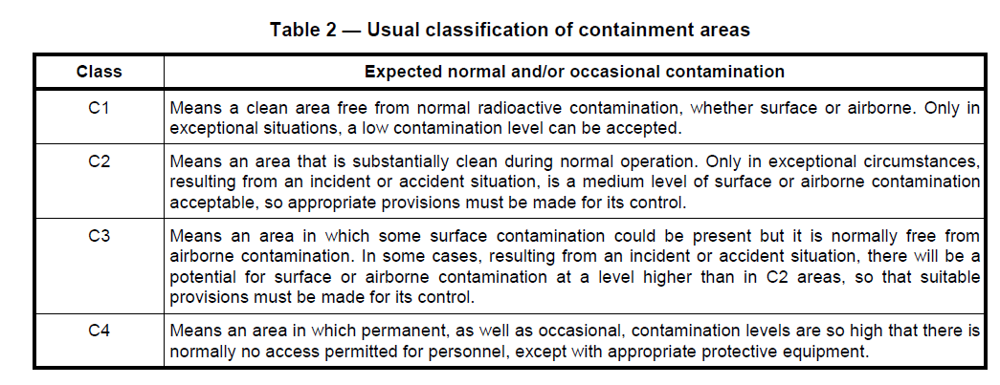 Table 2 — Usual classification of containment areas
Class
Expected normal and/or occasional contamination
C1
Means a clean area free from normal radioactive contamination, whether surface or airborne. Only in
exceptional situations, a low contamination level can be accepted.
C2
Means an area that is substantially clean during normal operation. Only in exceptional circumstances,
resulting from an incident or accident situation, is a medium level of surface or airborne contamination
acceptable, so appropriate provisions must be made for its control.
C3
Means an area in which some surface contamination could be present but it is normally free from
airborne contamination. In some cases, resulting from an incident or accident situation, there will be a
potential for surface or airborne contamination at a level higher than in C2 areas, so that suitable
provisions must be made for its control.
C4
Means an area in which permanent, as well as occasional, contamination levels are so high that there is
normally no access permitted for personnel, except with appropriate protective equipment.